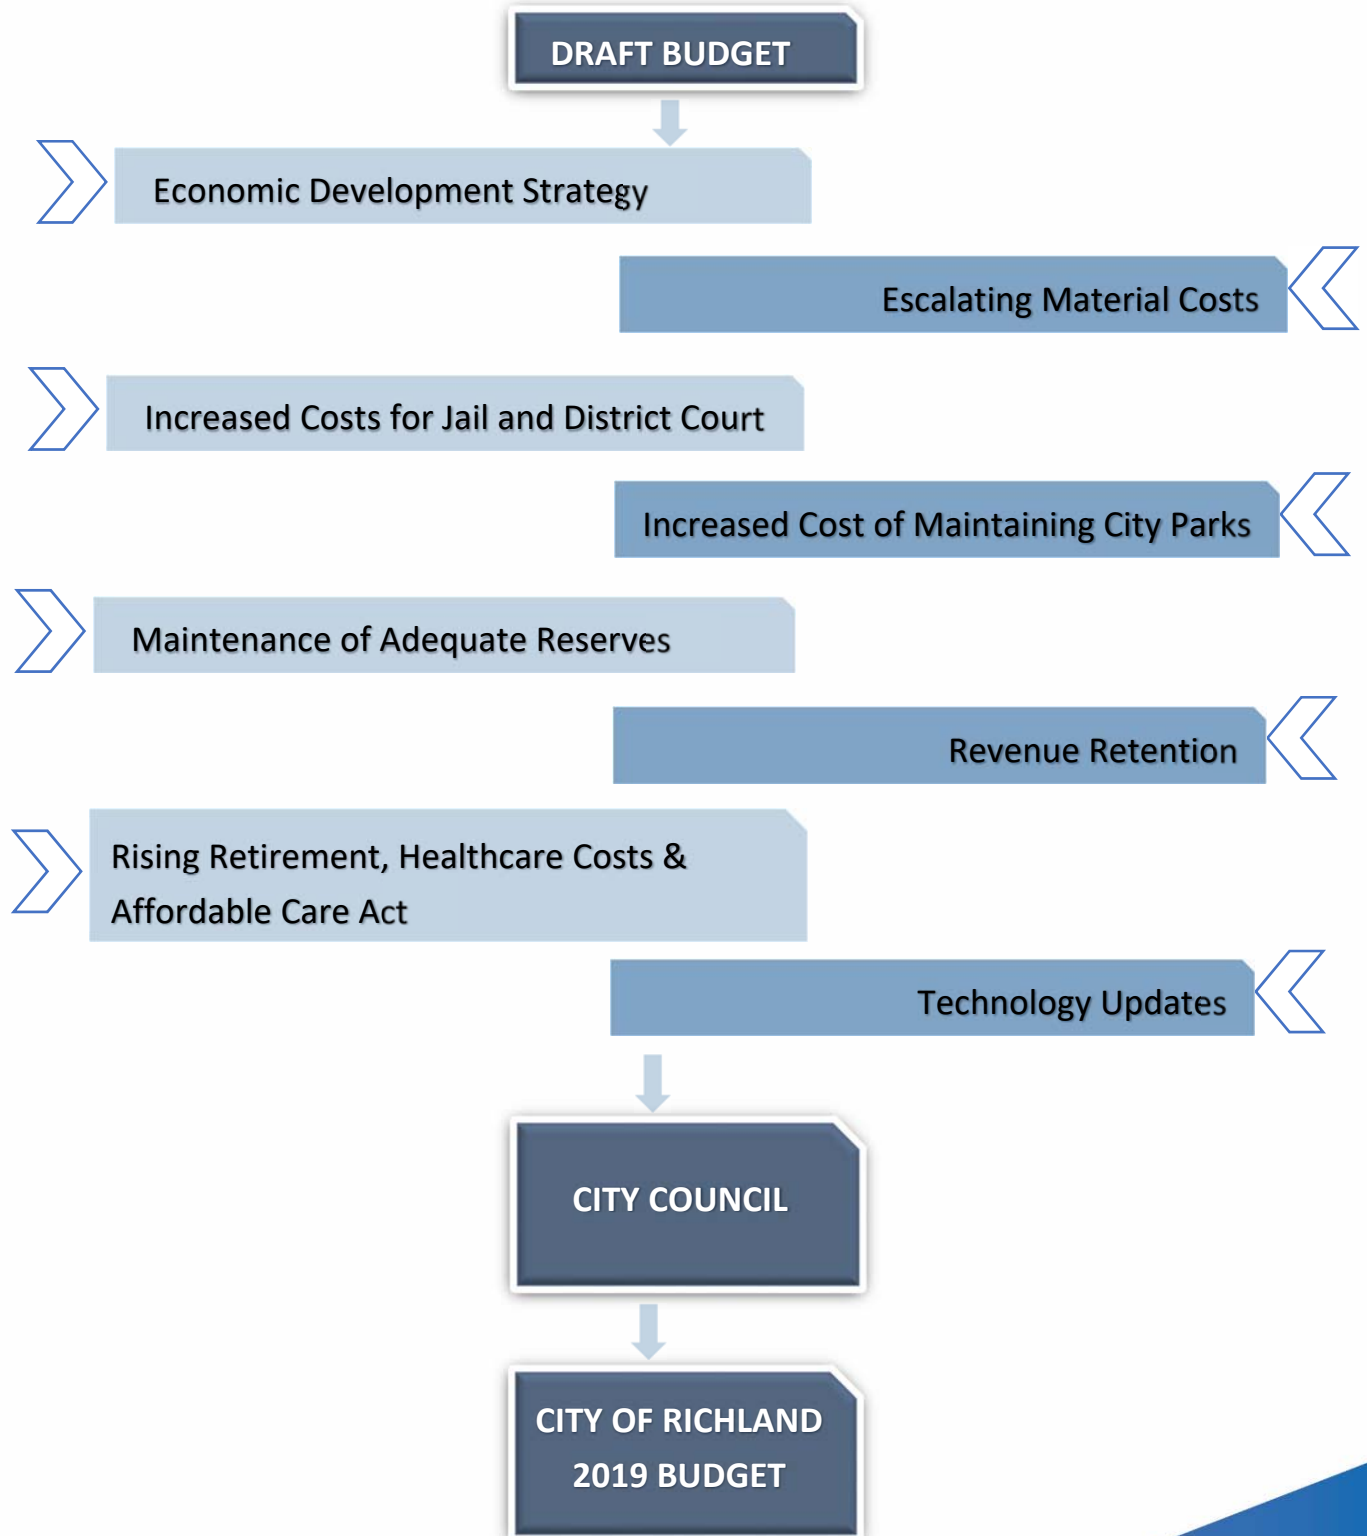 DRAFT BUDGET
Economic Development Strategy
Escalating Material Costs
Increased Costs for Jail and District Court
Increased Cost of Maintaining City Parks
Maintenance of Adequate Reserves
Revenue Retention
Rising Retirement, Healthcare Costs &
Affordable Care Act
Technology Updates
CITY COUNCIL
CITY OF RICHLAND
2019 BUDGET